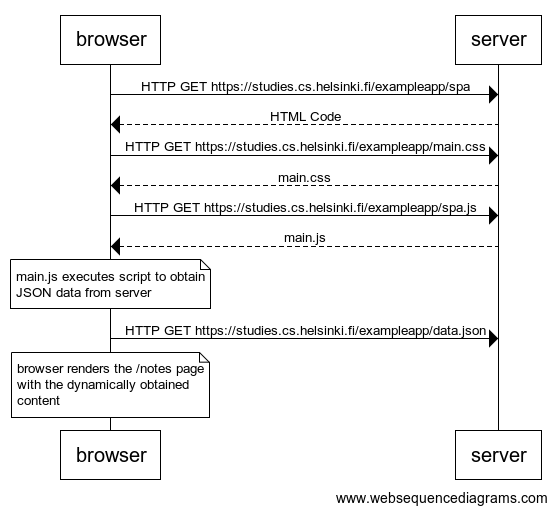 browser
server
HTTP GET https://studies.cs.helsinki.fi/exampleapp/spa
HTML Code
HTTP GET https://studies.cs.helsinki.fi/exampleapp/main.css
main.css
HTTP GET https://studies.cs.helsinki.fi/exampleapp/spa.js
main.js
main.js executes script to obtain
JSON data from server
HTTP GET https://studies.cs.helsinki.fi/exampleapp/data.json
browser renders the /notes page
with the dynamically obtained
content
browser
server
www.websequencediagrams.com